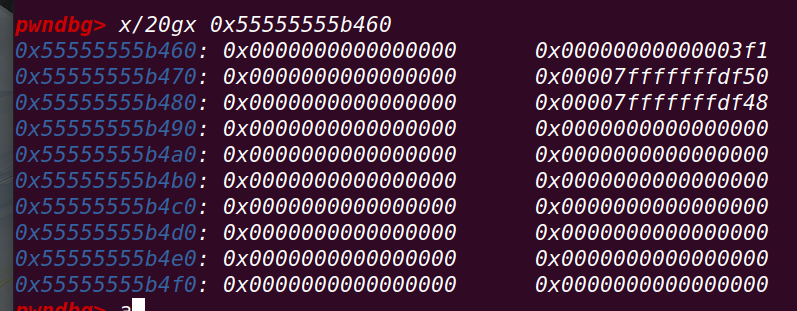 pwndbg> x/20gx 0x55555555b460
0x55555555b460: 0x0000000000000000 0x00000000000003f1
0x55555555b470: 0x0000000000000000 0x00007fffffffdf50
0x55555555b480: 0x0000000000000000 0x00007fffffffdf48
0x55555555b490: 0x0000000000000000 0x0000000000000000
0x55555555b4a0: 0x0000000000000000 0x0000000000000000
0x55555555b4b0: 0x0000000000000000 0x0000000000000000
0x55555555b4c0: 0x0000000000000000 0x0000000000000000
0x55555555b4d0: 0x0000000000000000 0x0000000000000000
0x55555555b4e0: 0x0000000000000000 0x0000000000000000
0x55555555b4f0: 0x0000000000000000 0x0000000000000000
pwndbg> a